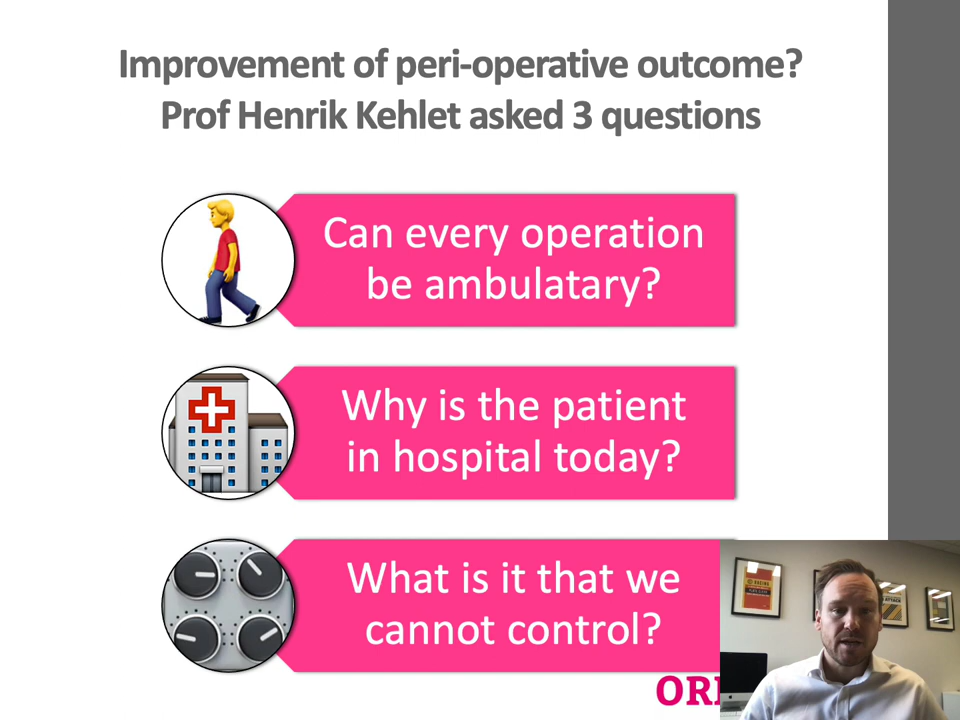 Improvement of peri-operative outcome?
Prof Henrik Kehlet asked 3 questions
Can every operation
be ambulatary?
Why is the patient
in hospital today?
What is it that we
cannot control?